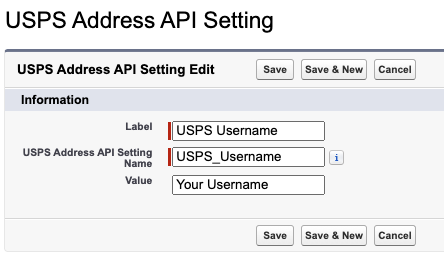 USPS Address API Setting
USPS Address API Setting Edit
Save
Save & New
Cancel
Information
Label
USPS Username
USPS Address API Setting
Name
USPS_Username
i
Value
Your Username
Save
Save & New
Cancel